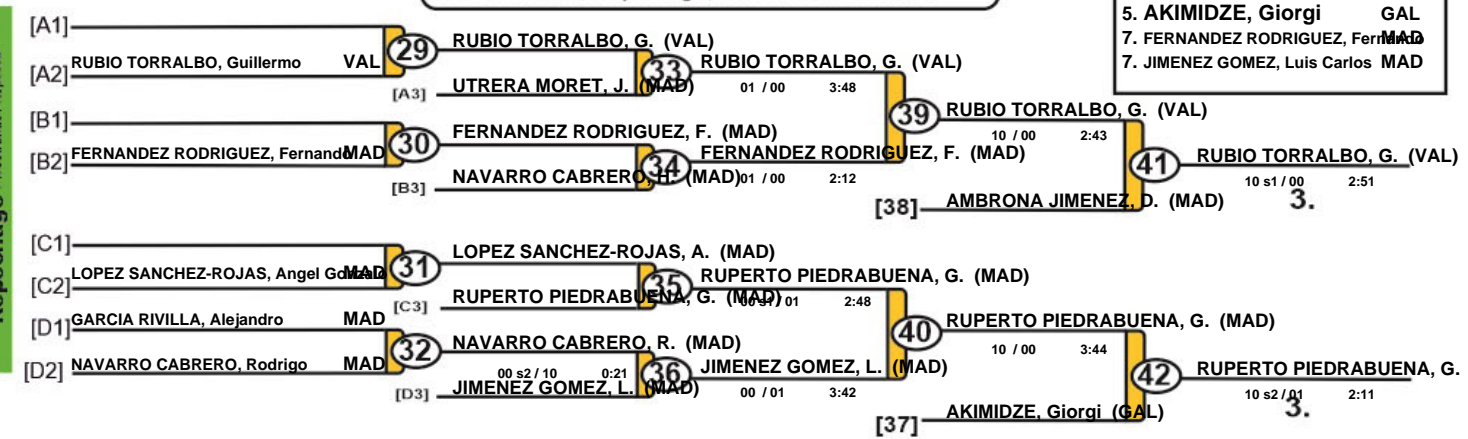 5. AKIMIDZE, Giorgi GAL
7. FERNANDEZ RODRIGUEZ, Fernando MAD
7. JIMENEZ GOMEZ, Luis Carlos MAD
[A1]
[A2] RUBIO TORRALBO, Guillermo VAL
29
RUBIO TORRALBO, G. (VAL)
[A3] UTRERA MORET, J. (MAD)
33
RUBIO TORRALBO, G. (VAL)
01 / 00 3:48
[B1]
[B2] FERNANDEZ RODRIGUEZ, Fernando MAD
30
FERNANDEZ RODRIGUEZ, F. (MAD)
[B3] NAVARRO CABRERO, H. (MAD)
34
FERNANDEZ RODRIGUEZ, F. (MAD)
01 / 00 2:12
39
RUBIO TORRALBO, G. (VAL)
10 / 00 2:43
[38] AMBRONA JIMENEZ, D. (MAD)
41
RUBIO TORRALBO, G. (VAL)
10 s1 / 00 2:51
3.
[C1]
[C2] LOPEZ SANCHEZ-ROJAS, Angel Gonzalo MAD
31
LOPEZ SANCHEZ-ROJAS, A. (MAD)
[C3] RUPERTO PIEDRABUENA, G. (MAD)
35
RUPERTO PIEDRABUENA, G. (MAD)
00 s1 / 01 2:48
[D1] GARCIA RIVILLA, Alejandro MAD
[D2] NAVARRO CABRERO, Rodrigo MAD
32
NAVARRO CABRERO, R. (MAD)
00 s2 / 10 0:21
[D3] JIMENEZ GOMEZ, L. (MAD)
36
JIMENEZ GOMEZ, L. (MAD)
00 / 01 3:42
40
RUPERTO PIEDRABUENA, G. (MAD)
10 / 00 3:44
[37] AKIMIDZE, Giorgi (GAL)
42
RUPERTO PIEDRABUENA, G.
10 s2 / 01 2:11
3.